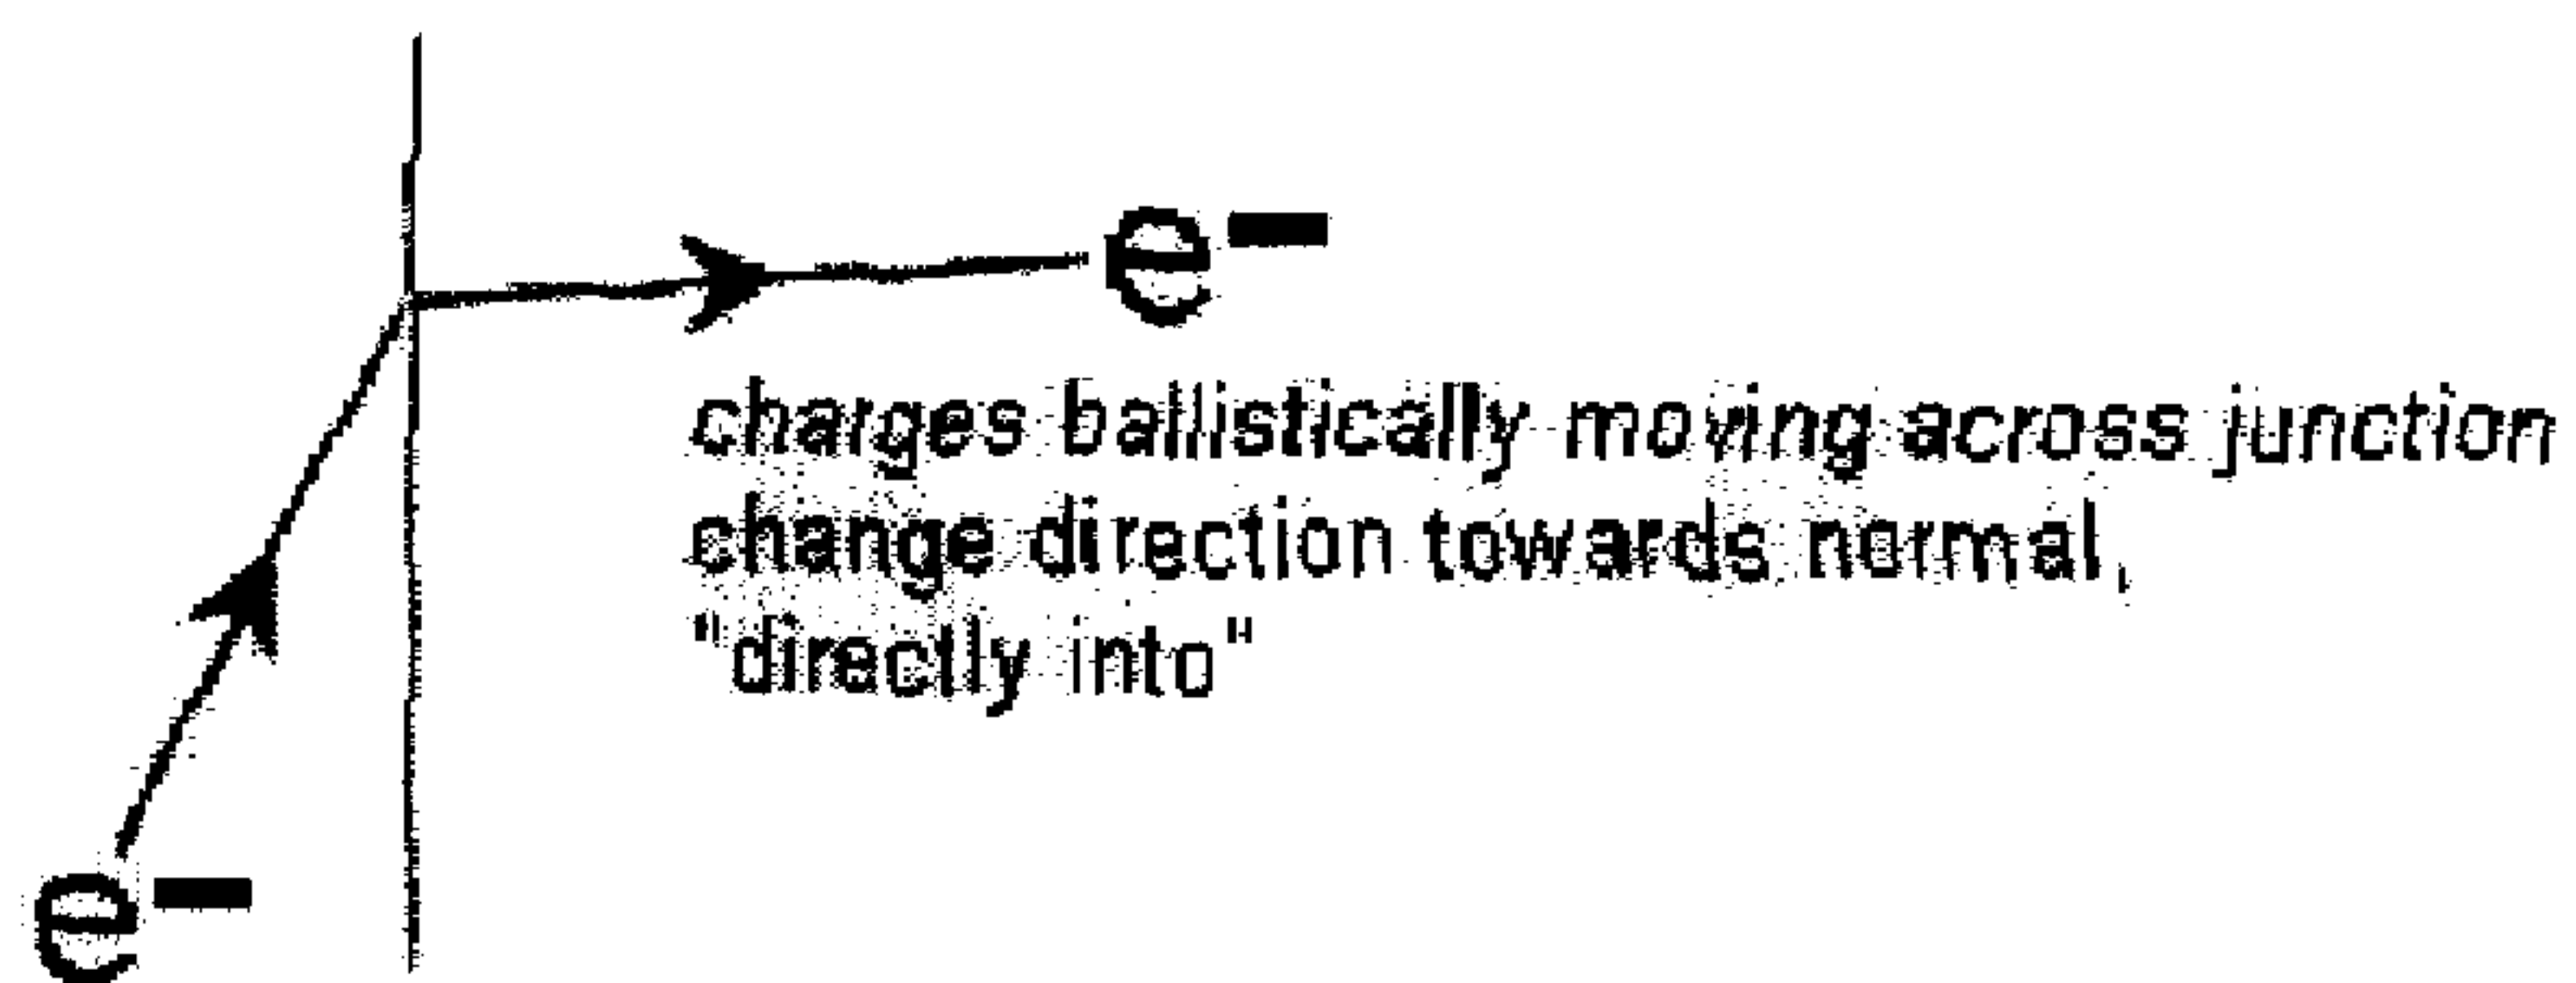 e⁻
charges ballistically moving across junction
change direction towards normal,
"directly into"
e⁻